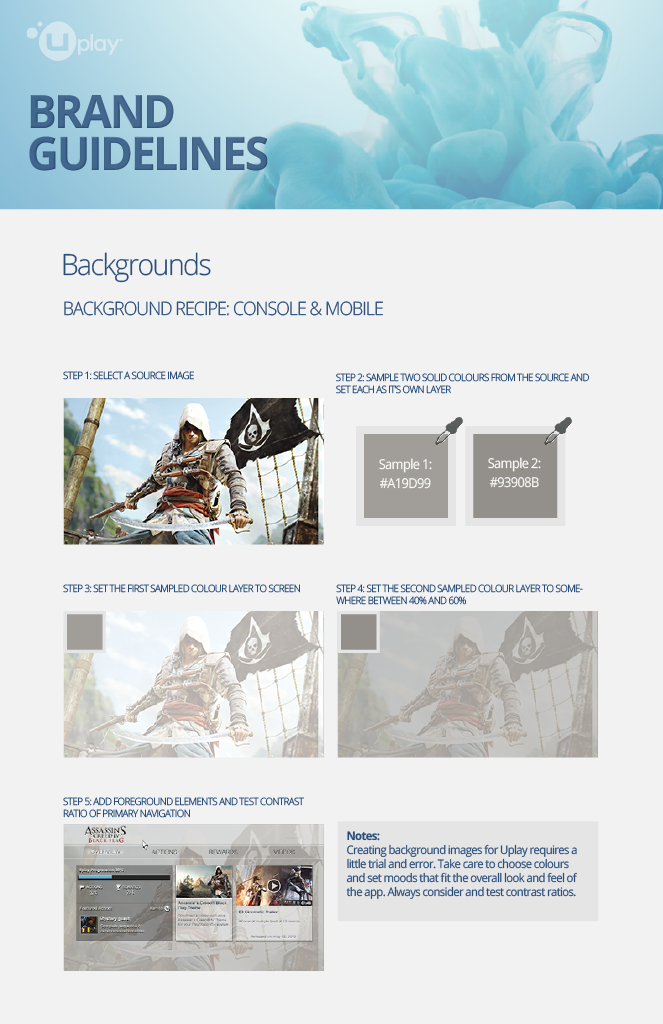 Uplay
BRAND
GUIDELINES
Backgrounds
BACKGROUND RECIPE: CONSOLE & MOBILE
STEP 1: SELECT A SOURCE IMAGE
STEP 2: SAMPLE TWO SOLID COLOURS FROM THE SOURCE AND
SET EACH AS IT'S OWN LAYER
Sample 1:
#A19D99
Sample 2:
#93908B
STEP 3: SET THE FIRST SAMPLED COLOUR LAYER TO SCREEN
STEP 4: SET THE SECOND SAMPLED COLOUR LAYER TO SOME-
WHERE BETWEEN 40% AND 60%
STEP 5: ADD FOREGROUND ELEMENTS AND TEST CONTRAST
RATIO OF PRIMARY NAVIGATION
ASSASSIN'S
CREED IV
BLACK FLAG
ACTIONS
REWARDS
VIDEOS
Notes:
Creating background images for Uplay requires a
little trial and error. Take care to choose colours
and set moods that fit the overall look and feel of
the app. Always consider and test contrast ratios.